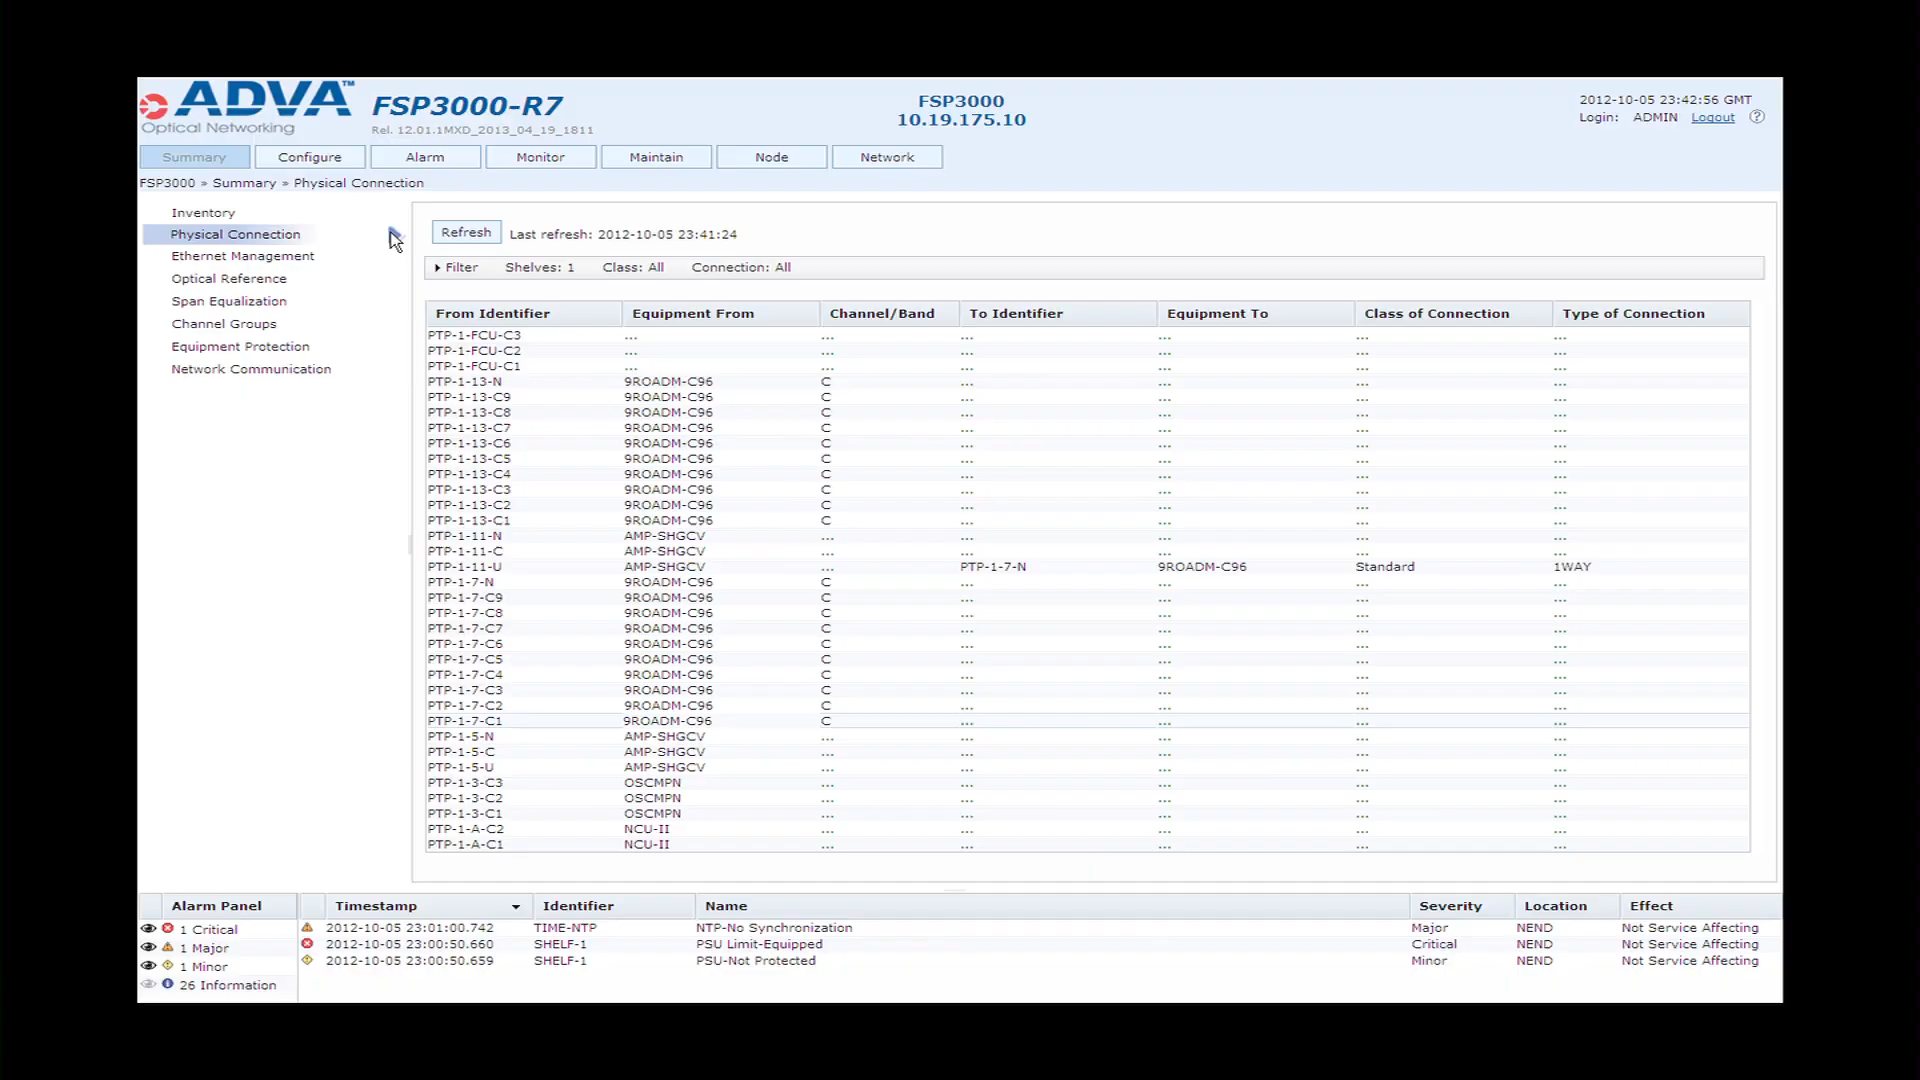 ADVA™
Optical Networking
FSP3000-R7
Rel. 12.01.1MXD_2013_04_19_1811
FSP3000
10.19.175.10
2012-10-05 23:42:56 GMT
Login: ADMIN Logout ?
Summary Configure Alarm Monitor Maintain Node Network
FSP3000 » Summary » Physical Connection
Inventory
Physical Connection
Ethernet Management
Optical Reference
Span Equalization
Channel Groups
Equipment Protection
Network Communication
Refresh Last refresh: 2012-10-05 23:41:24
Filter Shelves: 1 Class: All Connection: All
From Identifier Equipment From Channel/Band To Identifier Equipment To Class of Connection Type of Connection
PTP-1-FCU-C3 ... ... ... ... ... ...
PTP-1-FCU-C2 ... ... ... ... ... ...
PTP-1-FCU-C1 ... ... ... ... ... ...
PTP-1-13-N 9ROADM-C96 C ... ... ... ...
PTP-1-13-C9 9ROADM-C96 C ... ... ... ...
PTP-1-13-C8 9ROADM-C96 C ... ... ... ...
PTP-1-13-C7 9ROADM-C96 C ... ... ... ...
PTP-1-13-C6 9ROADM-C96 C ... ... ... ...
PTP-1-13-C5 9ROADM-C96 C ... ... ... ...
PTP-1-13-C4 9ROADM-C96 C ... ... ... ...
PTP-1-13-C3 9ROADM-C96 C ... ... ... ...
PTP-1-13-C2 9ROADM-C96 C ... ... ... ...
PTP-1-13-C1 9ROADM-C96 C ... ... ... ...
PTP-1-11-N AMP-SHGCV ... ... ... ... ...
PTP-1-11-C AMP-SHGCV ... ... ... ... ...
PTP-1-11-U AMP-SHGCV ... PTP-1-7-N 9ROADM-C96 Standard 1WAY
PTP-1-7-N 9ROADM-C96 C ... ... ... ...
PTP-1-7-C9 9ROADM-C96 C ... ... ... ...
PTP-1-7-C8 9ROADM-C96 C ... ... ... ...
PTP-1-7-C7 9ROADM-C96 C ... ... ... ...
PTP-1-7-C6 9ROADM-C96 C ... ... ... ...
PTP-1-7-C5 9ROADM-C96 C ... ... ... ...
PTP-1-7-C4 9ROADM-C96 C ... ... ... ...
PTP-1-7-C3 9ROADM-C96 C ... ... ... ...
PTP-1-7-C2 9ROADM-C96 C ... ... ... ...
PTP-1-7-C1 9ROADM-C96 C ... ... ... ...
PTP-1-5-N AMP-SHGCV ... ... ... ... ...
PTP-1-5-C AMP-SHGCV ... ... ... ... ...
PTP-1-5-U AMP-SHGCV ... ... ... ... ...
PTP-1-3-C3 OSCMPN ... ... ... ... ...
PTP-1-3-C2 OSCMPN ... ... ... ... ...
PTP-1-3-C1 OSCMPN ... ... ... ... ...
PTP-1-A-C2 NCU-II ... ... ... ... ...
PTP-1-A-C1 NCU-II ... ... ... ... ...
Alarm Panel
1 Critical
1 Major
1 Minor
26 Information
Timestamp Identifier Name Severity Location Effect
2012-10-05 23:01:00.742 TIME-NTP NTP-No Synchronization Major NEND Not Service Affecting
2012-10-05 23:00:50.660 SHELF-1 PSU Limit-Equipped Critical NEND Not Service Affecting
2012-10-05 23:00:50.659 SHELF-1 PSU-Not Protected Minor NEND Not Service Affecting